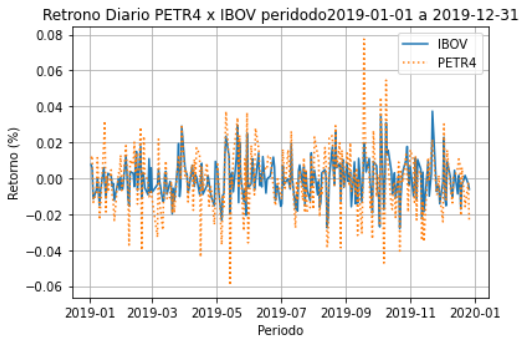 Retrono Diario PETR4 x IBOV peridodo2019-01-01 a 2019-12-31
IBOV
PETR4
0.08
0.06
0.04
0.02
0.00
−0.02
−0.04
−0.06
Retorno (%)
2019-01 2019-03 2019-05 2019-07 2019-09 2019-11 2020-01
Periodo